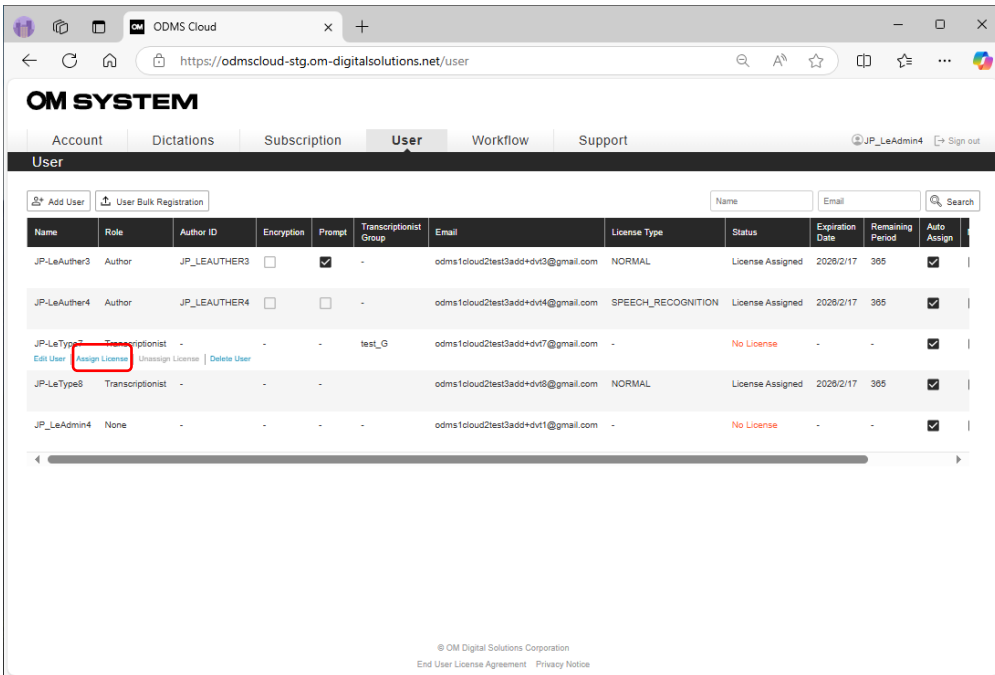 OM ODMS Cloud
https://odmscloud-stg.om-digitalsolutions.net/user
OM SYSTEM
Account Dictations Subscription User Workflow Support JP_LeAdmin4 Sign out
User
Add User User Bulk Registration Name Email Search
Name Role Author ID Encryption Prompt Transcriptionist Group Email License Type Status Expiration Date Remaining Period Auto Assign
JP-LeAuther3 Author JP_LEAUTHER3 - odms1cloud2test3add+dvt3@gmail.com NORMAL License Assigned 2026/2/17 365
JP-LeAuther4 Author JP_LEAUTHER4 - odms1cloud2test3add+dvt4@gmail.com SPEECH_RECOGNITION License Assigned 2026/2/17 365
JP-LeType7 Transcriptionist - - - test_G odms1cloud2test3add+dvt7@gmail.com - No License - -
Edit User | Assign License | Unassign License | Delete User
JP-LeType8 Transcriptionist - - - odms1cloud2test3add+dvt8@gmail.com NORMAL License Assigned 2026/2/17 365
JP_LeAdmin4 None - - - - odms1cloud2test3add+dvt1@gmail.com - No License - -
© OM Digital Solutions Corporation
End User License Agreement Privacy Notice